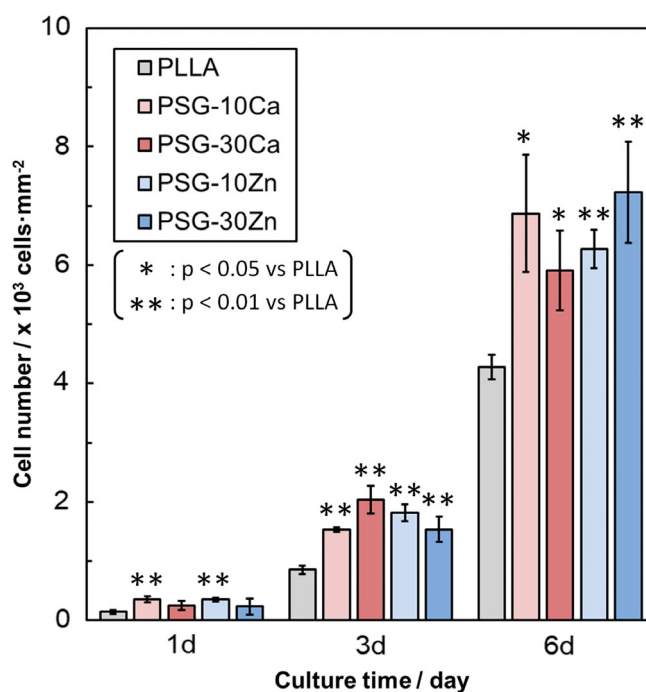 10
8
6
4
2
0
Cell number / x 10³ cells·mm⁻²
PLLA
PSG-10Ca
PSG-30Ca
PSG-10Zn
PSG-30Zn
* : p < 0.05 vs PLLA
** : p < 0.01 vs PLLA
** **
** ** ** **
* * ** **
1d 3d 6d
Culture time / day